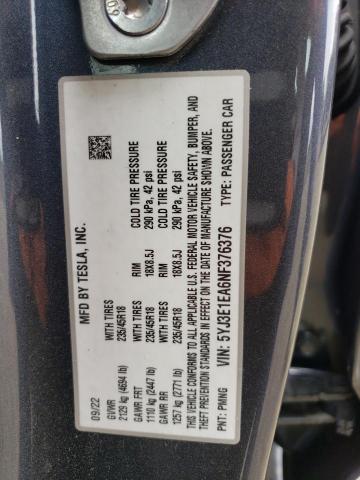 MFD BY TESLA, INC.
09/22
GVWR
2129 kg (4694 lb)
GAWR FRT WITH TIRES RIM COLD TIRE PRESSURE
1110 kg (2447 lb) 235/45R18 18X8.5J 290 kPa, 42 psi
GAWR RR WITH TIRES RIM COLD TIRE PRESSURE
1257 kg (2771 lb) 235/45R18 18X8.5J 290 kPa, 42 psi
THIS VEHICLE CONFORMS TO ALL APPLICABLE U.S. FEDERAL MOTOR VEHICLE SAFETY, BUMPER, AND
THEFT PREVENTION STANDARDS IN EFFECT ON THE DATE OF MANUFACTURE SHOWN ABOVE.
VIN: 5YJ3E1EA6NF376376
PNT: PMNG TYPE: PASSENGER CAR